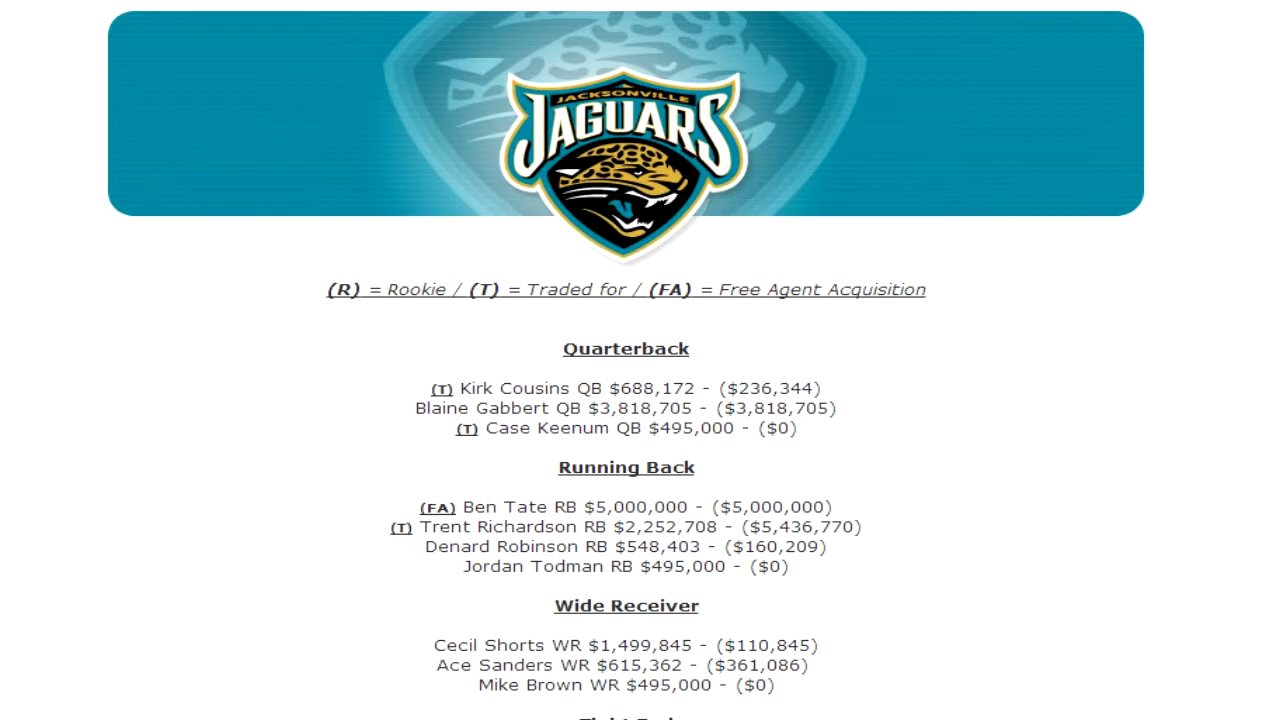 JACKSONVILLE
JAGUARS
(R) = Rookie / (T) = Traded for / (FA) = Free Agent Acquisition
Quarterback
(T) Kirk Cousins QB $688,172 - ($236,344)
Blaine Gabbert QB $3,818,705 - ($3,818,705)
(T) Case Keenum QB $495,000 - ($0)
Running Back
(FA) Ben Tate RB $5,000,000 - ($5,000,000)
(T) Trent Richardson RB $2,252,708 - ($5,436,770)
Denard Robinson RB $548,403 - ($160,209)
Jordan Todman RB $495,000 - ($0)
Wide Receiver
Cecil Shorts WR $1,499,845 - ($110,845)
Ace Sanders WR $615,362 - ($361,086)
Mike Brown WR $495,000 - ($0)